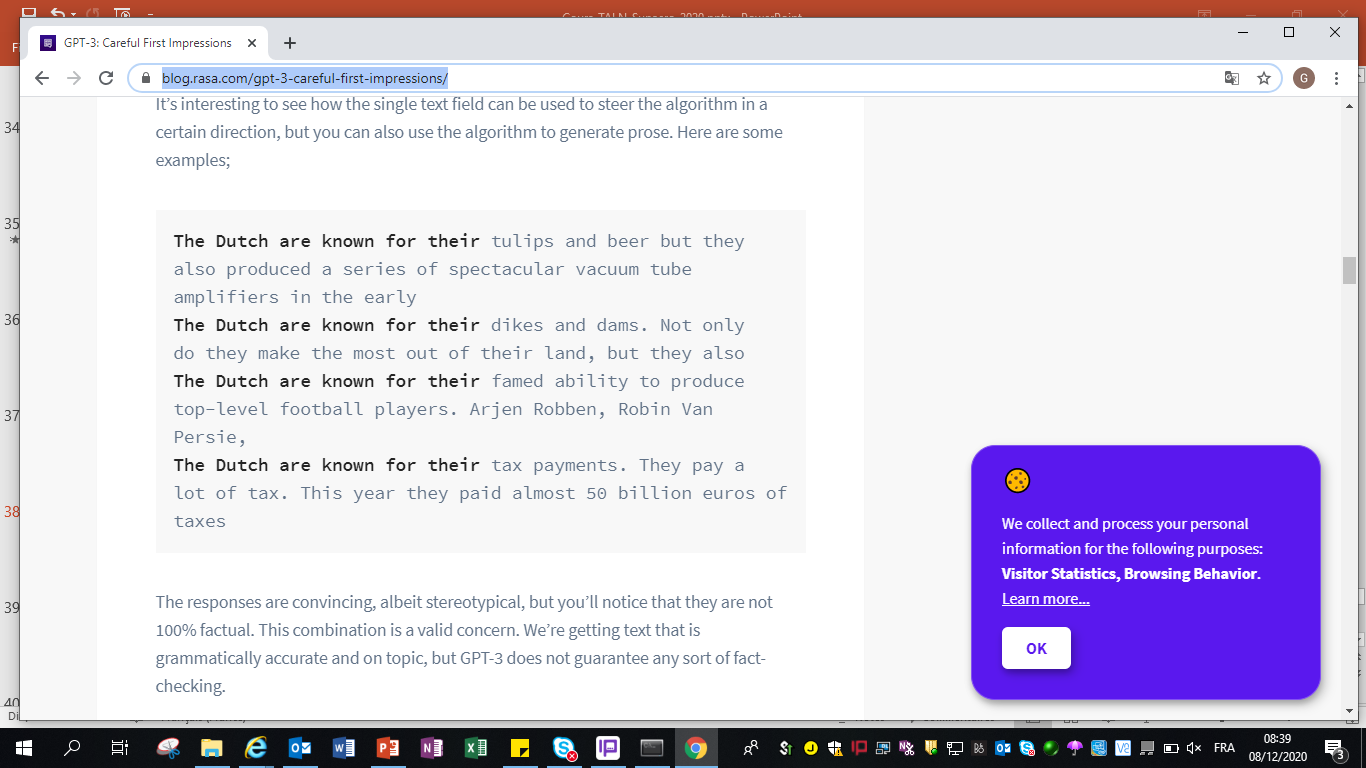 GPT-3: Careful First Impressions
blog.rasa.com/gpt-3-careful-first-impressions/
G
It's interesting to see how the single text field can be used to steer the algorithm in a
certain direction, but you can also use the algorithm to generate prose. Here are some
examples;
The Dutch are known for their tulips and beer but they
also produced a series of spectacular vacuum tube
amplifiers in the early
The Dutch are known for their dikes and dams. Not only
do they make the most out of their land, but they also
The Dutch are known for their famed ability to produce
top-level football players. Arjen Robben, Robin Van
Persie,
The Dutch are known for their tax payments. They pay a
lot of tax. This year they paid almost 50 billion euros of
taxes
The responses are convincing, albeit stereotypical, but you'll notice that they are not
100% factual. This combination is a valid concern. We're getting text that is
grammatically accurate and on topic, but GPT-3 does not guarantee any sort of fact-
checking.
We collect and process your personal
information for the following purposes:
Visitor Statistics, Browsing Behavior.
Learn more...
OK
34
35
36
37
38
39
40
FRA
08:39
08/12/2020
3